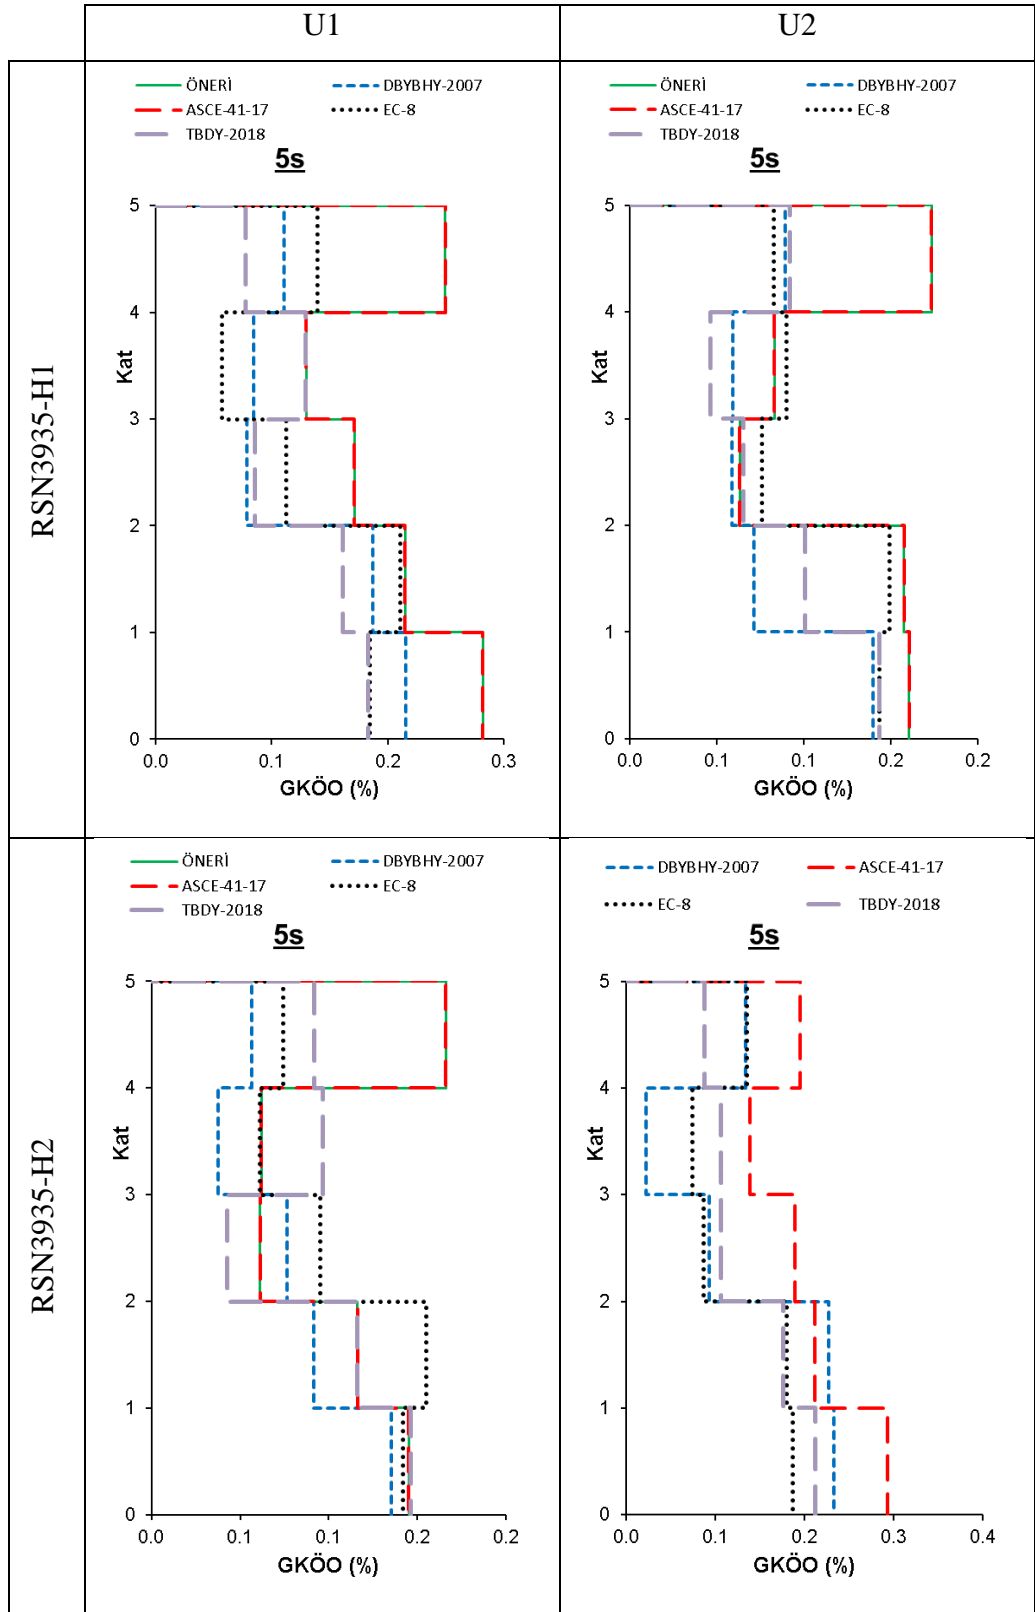 U1
U2
RSN3935-H1
ÖNERİ
DBYBHY-2007
ASCE-41-17
EC-8
TBDY-2018
5s
5
4
3
2
1
0
Kat
0.0
0.1
0.2
0.3
GKÖO (%)
ÖNERİ
DBYBHY-2007
ASCE-41-17
EC-8
TBDY-2018
5s
5
4
3
2
1
0
Kat
0.0
0.1
0.1
0.2
0.2
GKÖO (%)
RSN3935-H2
ÖNERİ
DBYBHY-2007
ASCE-41-17
EC-8
TBDY-2018
5s
5
4
3
2
1
0
Kat
0.0
0.1
0.1
0.2
0.2
GKÖO (%)
DBYBHY-2007
ASCE-41-17
EC-8
TBDY-2018
5s
5
4
3
2
1
0
Kat
0.0
0.1
0.2
0.3
0.4
GKÖO (%)